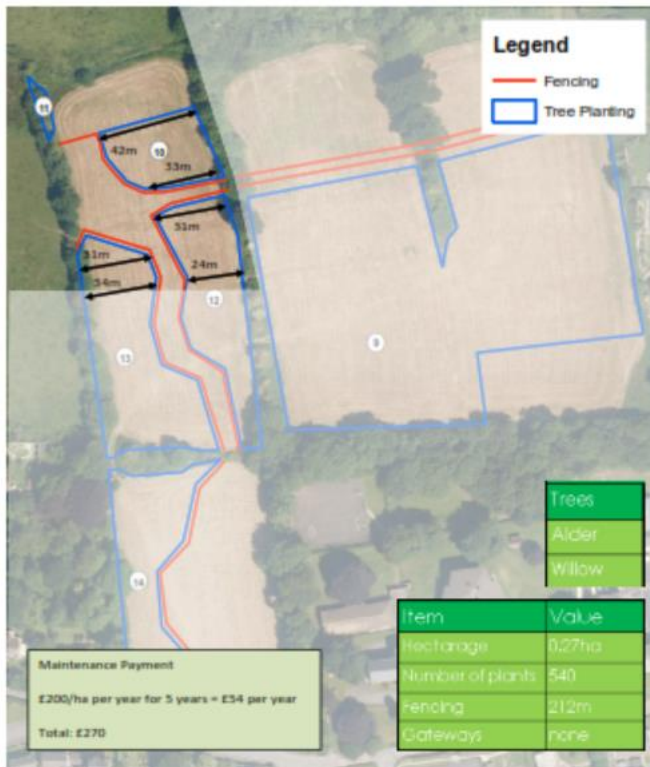 Legend
Fencing
Tree Planting
11
42m
10
33m
31m
31m
24m
34m
12
13
9
14
Trees
Alder
Willow
Item Value
Hectarage 0.27ha
Number of plants 540
Fencing 212m
Gateways none
Maintenance Payment
£200/ha per year for 5 years = £54 per year
Total: £270